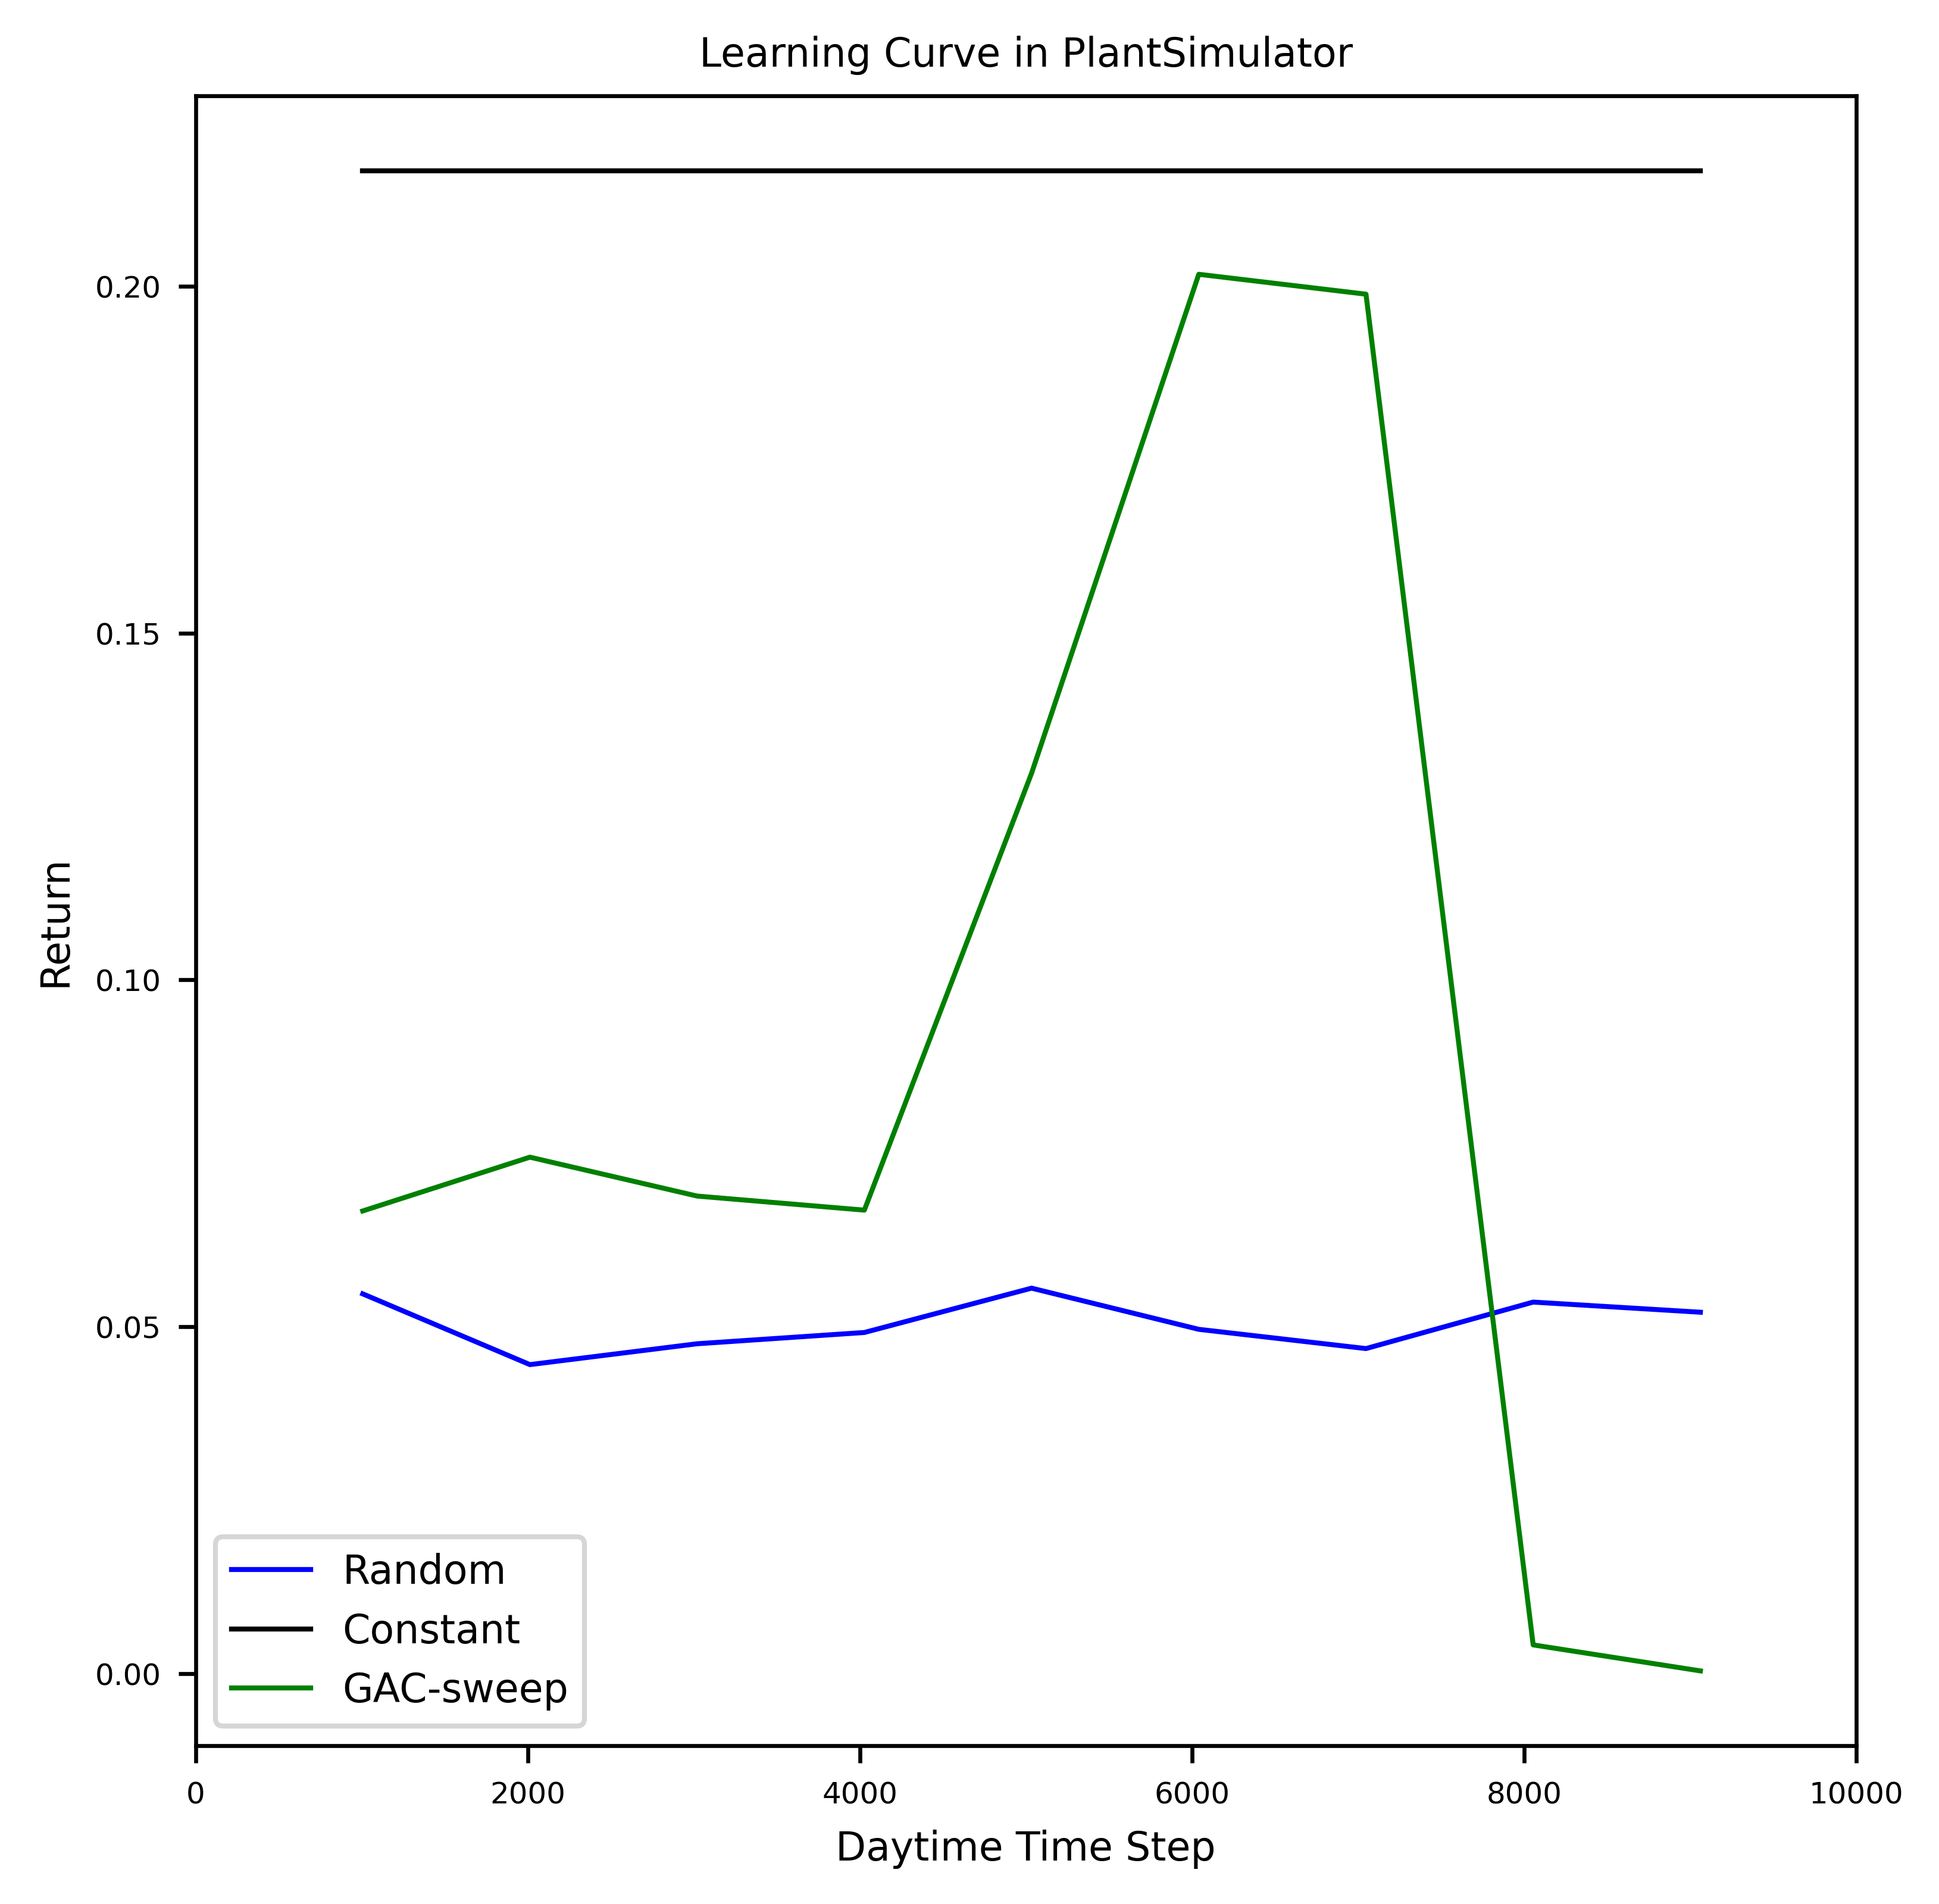 Learning Curve in PlantSimulator
Return
0.20
0.15
0.10
0.05
0.00
Random
Constant
GAC-sweep
0 2000 4000 6000 8000 10000
Daytime Time Step